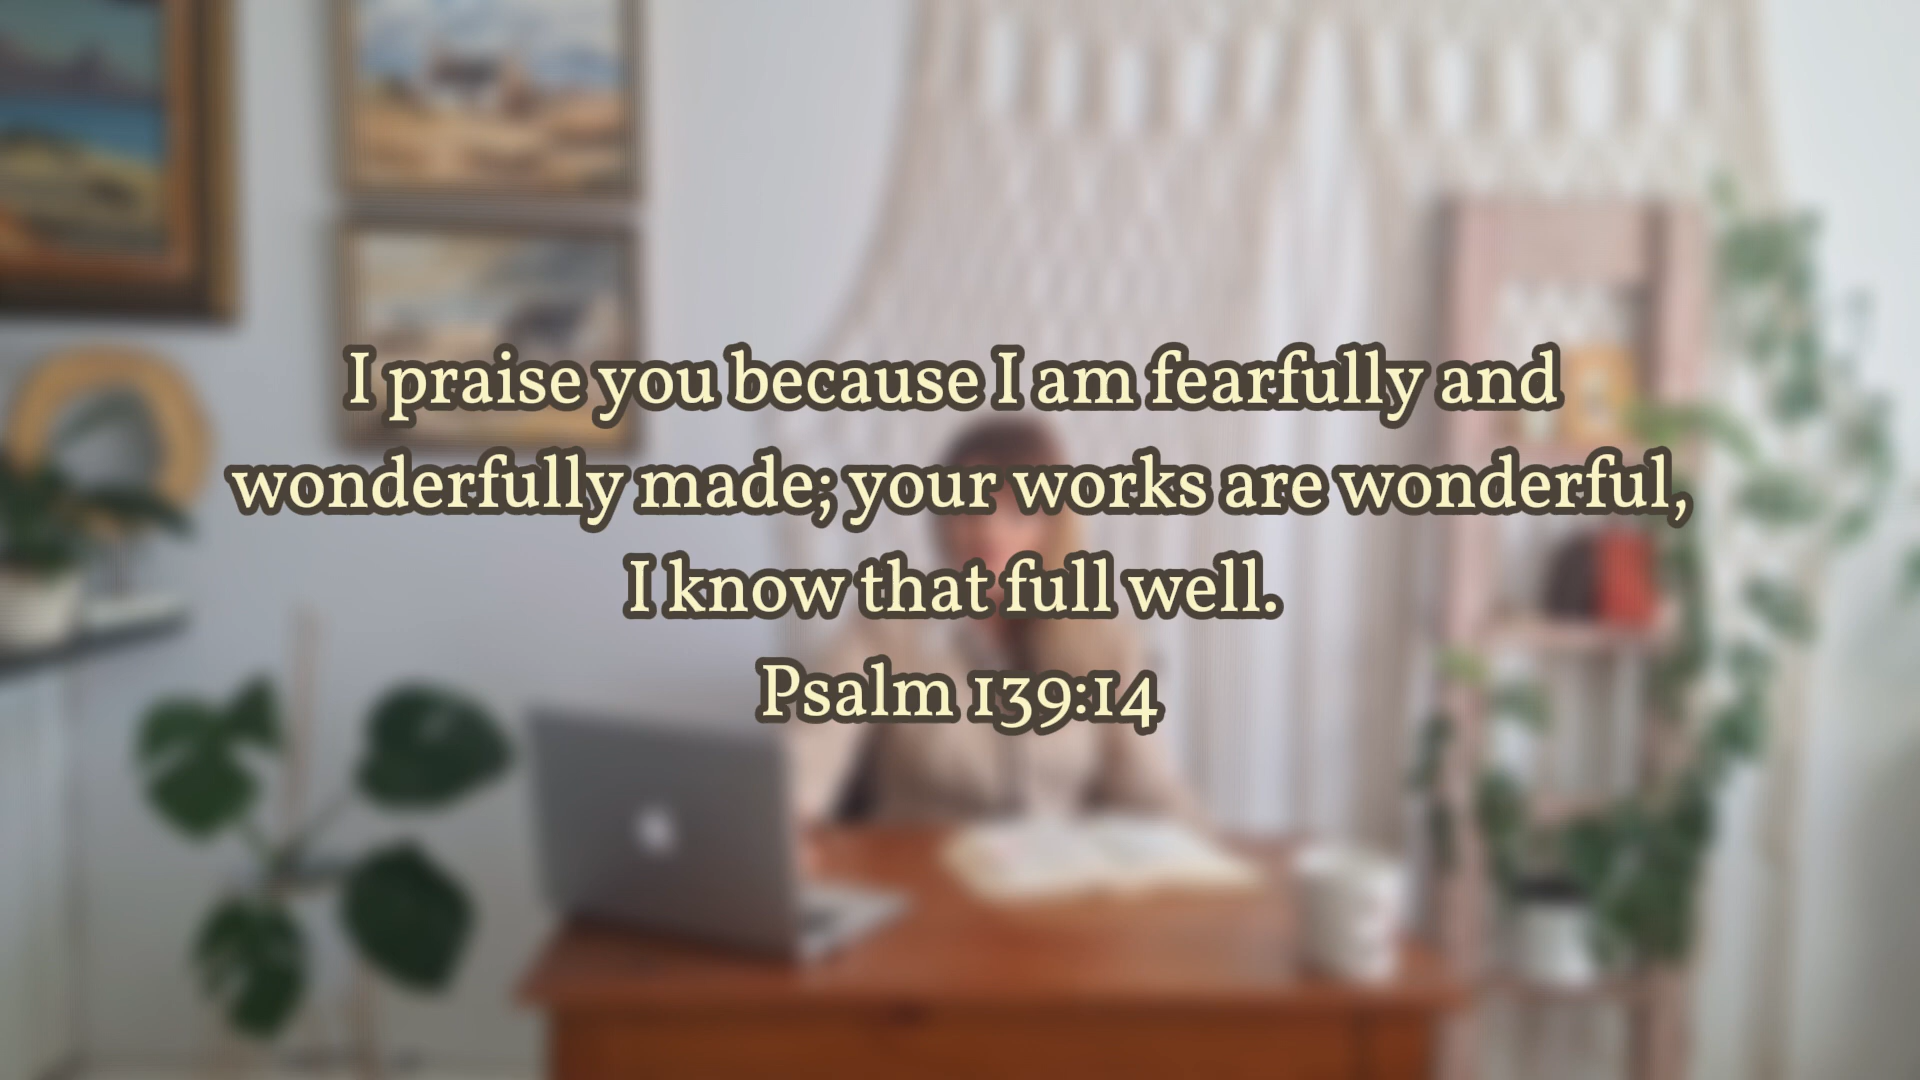 I praise you because I am fearfully and
wonderfully made; your works are wonderful,
I know that full well.
Psalm 139:14